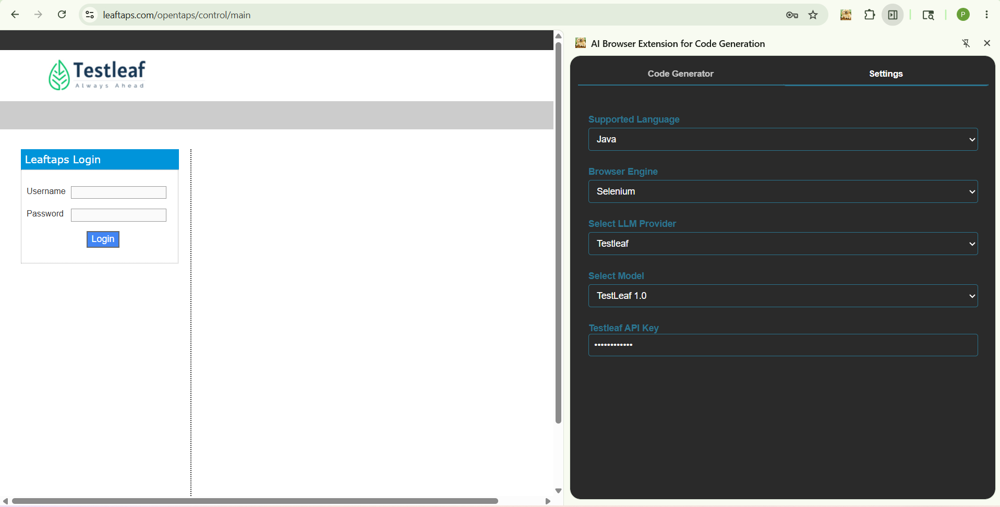 leaftaps.com/opentaps/control/main
P
AI Browser Extension for Code Generation
Testleaf
Always Ahead
Code Generator
Settings
Leaftaps Login
Username
Password
Login
Supported Language
Java
Browser Engine
Selenium
Select LLM Provider
Testleaf
Select Model
TestLeaf 1.0
Testleaf API Key
••••••••••••